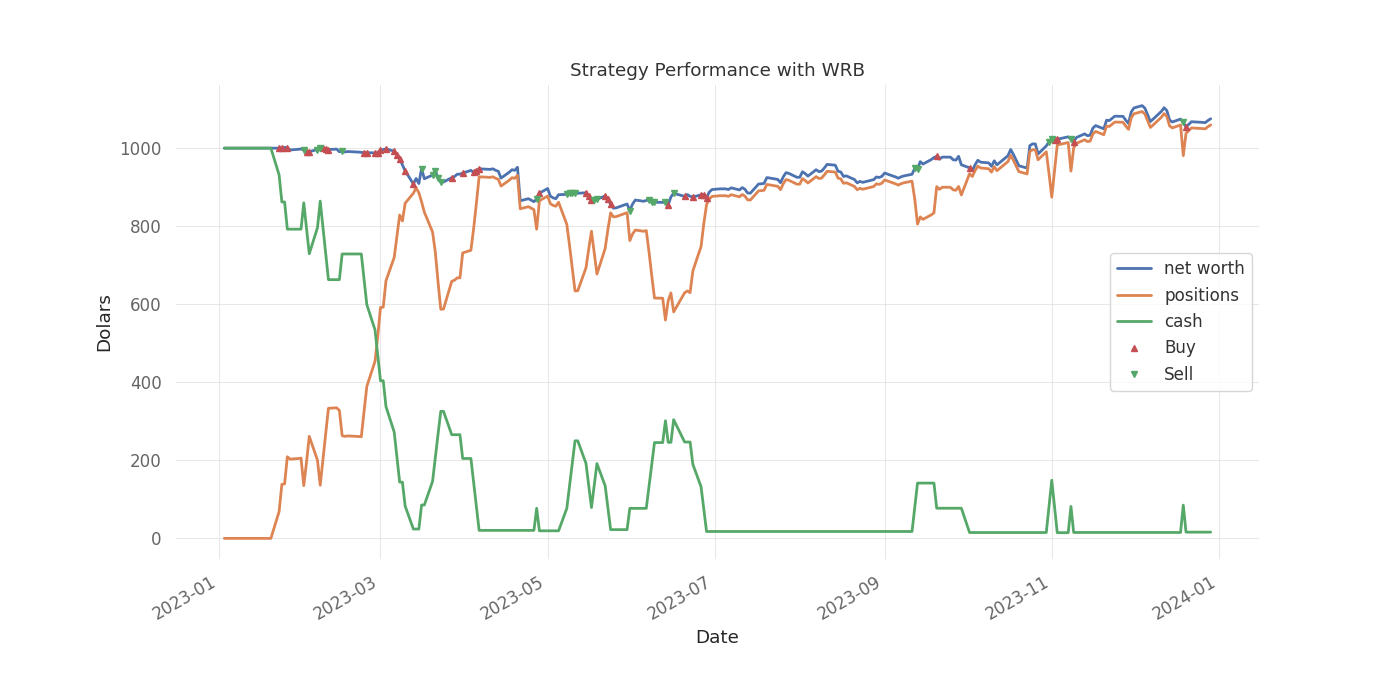 Strategy Performance with WRB
Dolars
1000
800
600
400
200
0
net worth
positions
cash
Buy
Sell
2023-01
2023-03
2023-05
2023-07
2023-09
2023-11
2024-01
Date